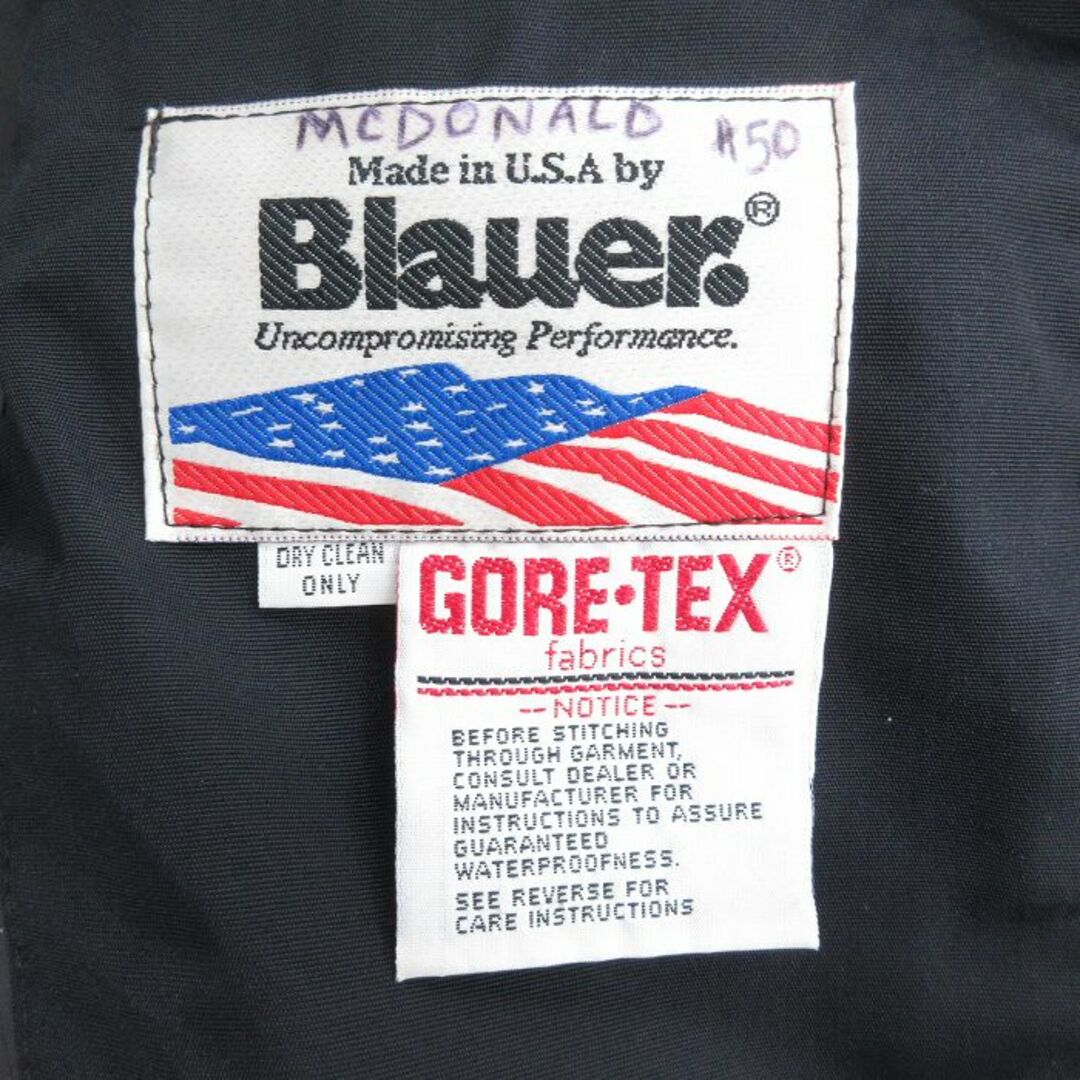 MCDONALD #50
Made in U.S.A by
Blauer.®
Uncompromising Performance.
DRY CLEAN
ONLY
GORE-TEX®
fabrics
-- NOTICE --
BEFORE STITCHING
THROUGH GARMENT,
CONSULT DEALER OR
MANUFACTURER FOR
INSTRUCTIONS TO ASSURE
GUARANTEED
WATERPROOFNESS.
SEE REVERSE FOR
CARE INSTRUCTIONS